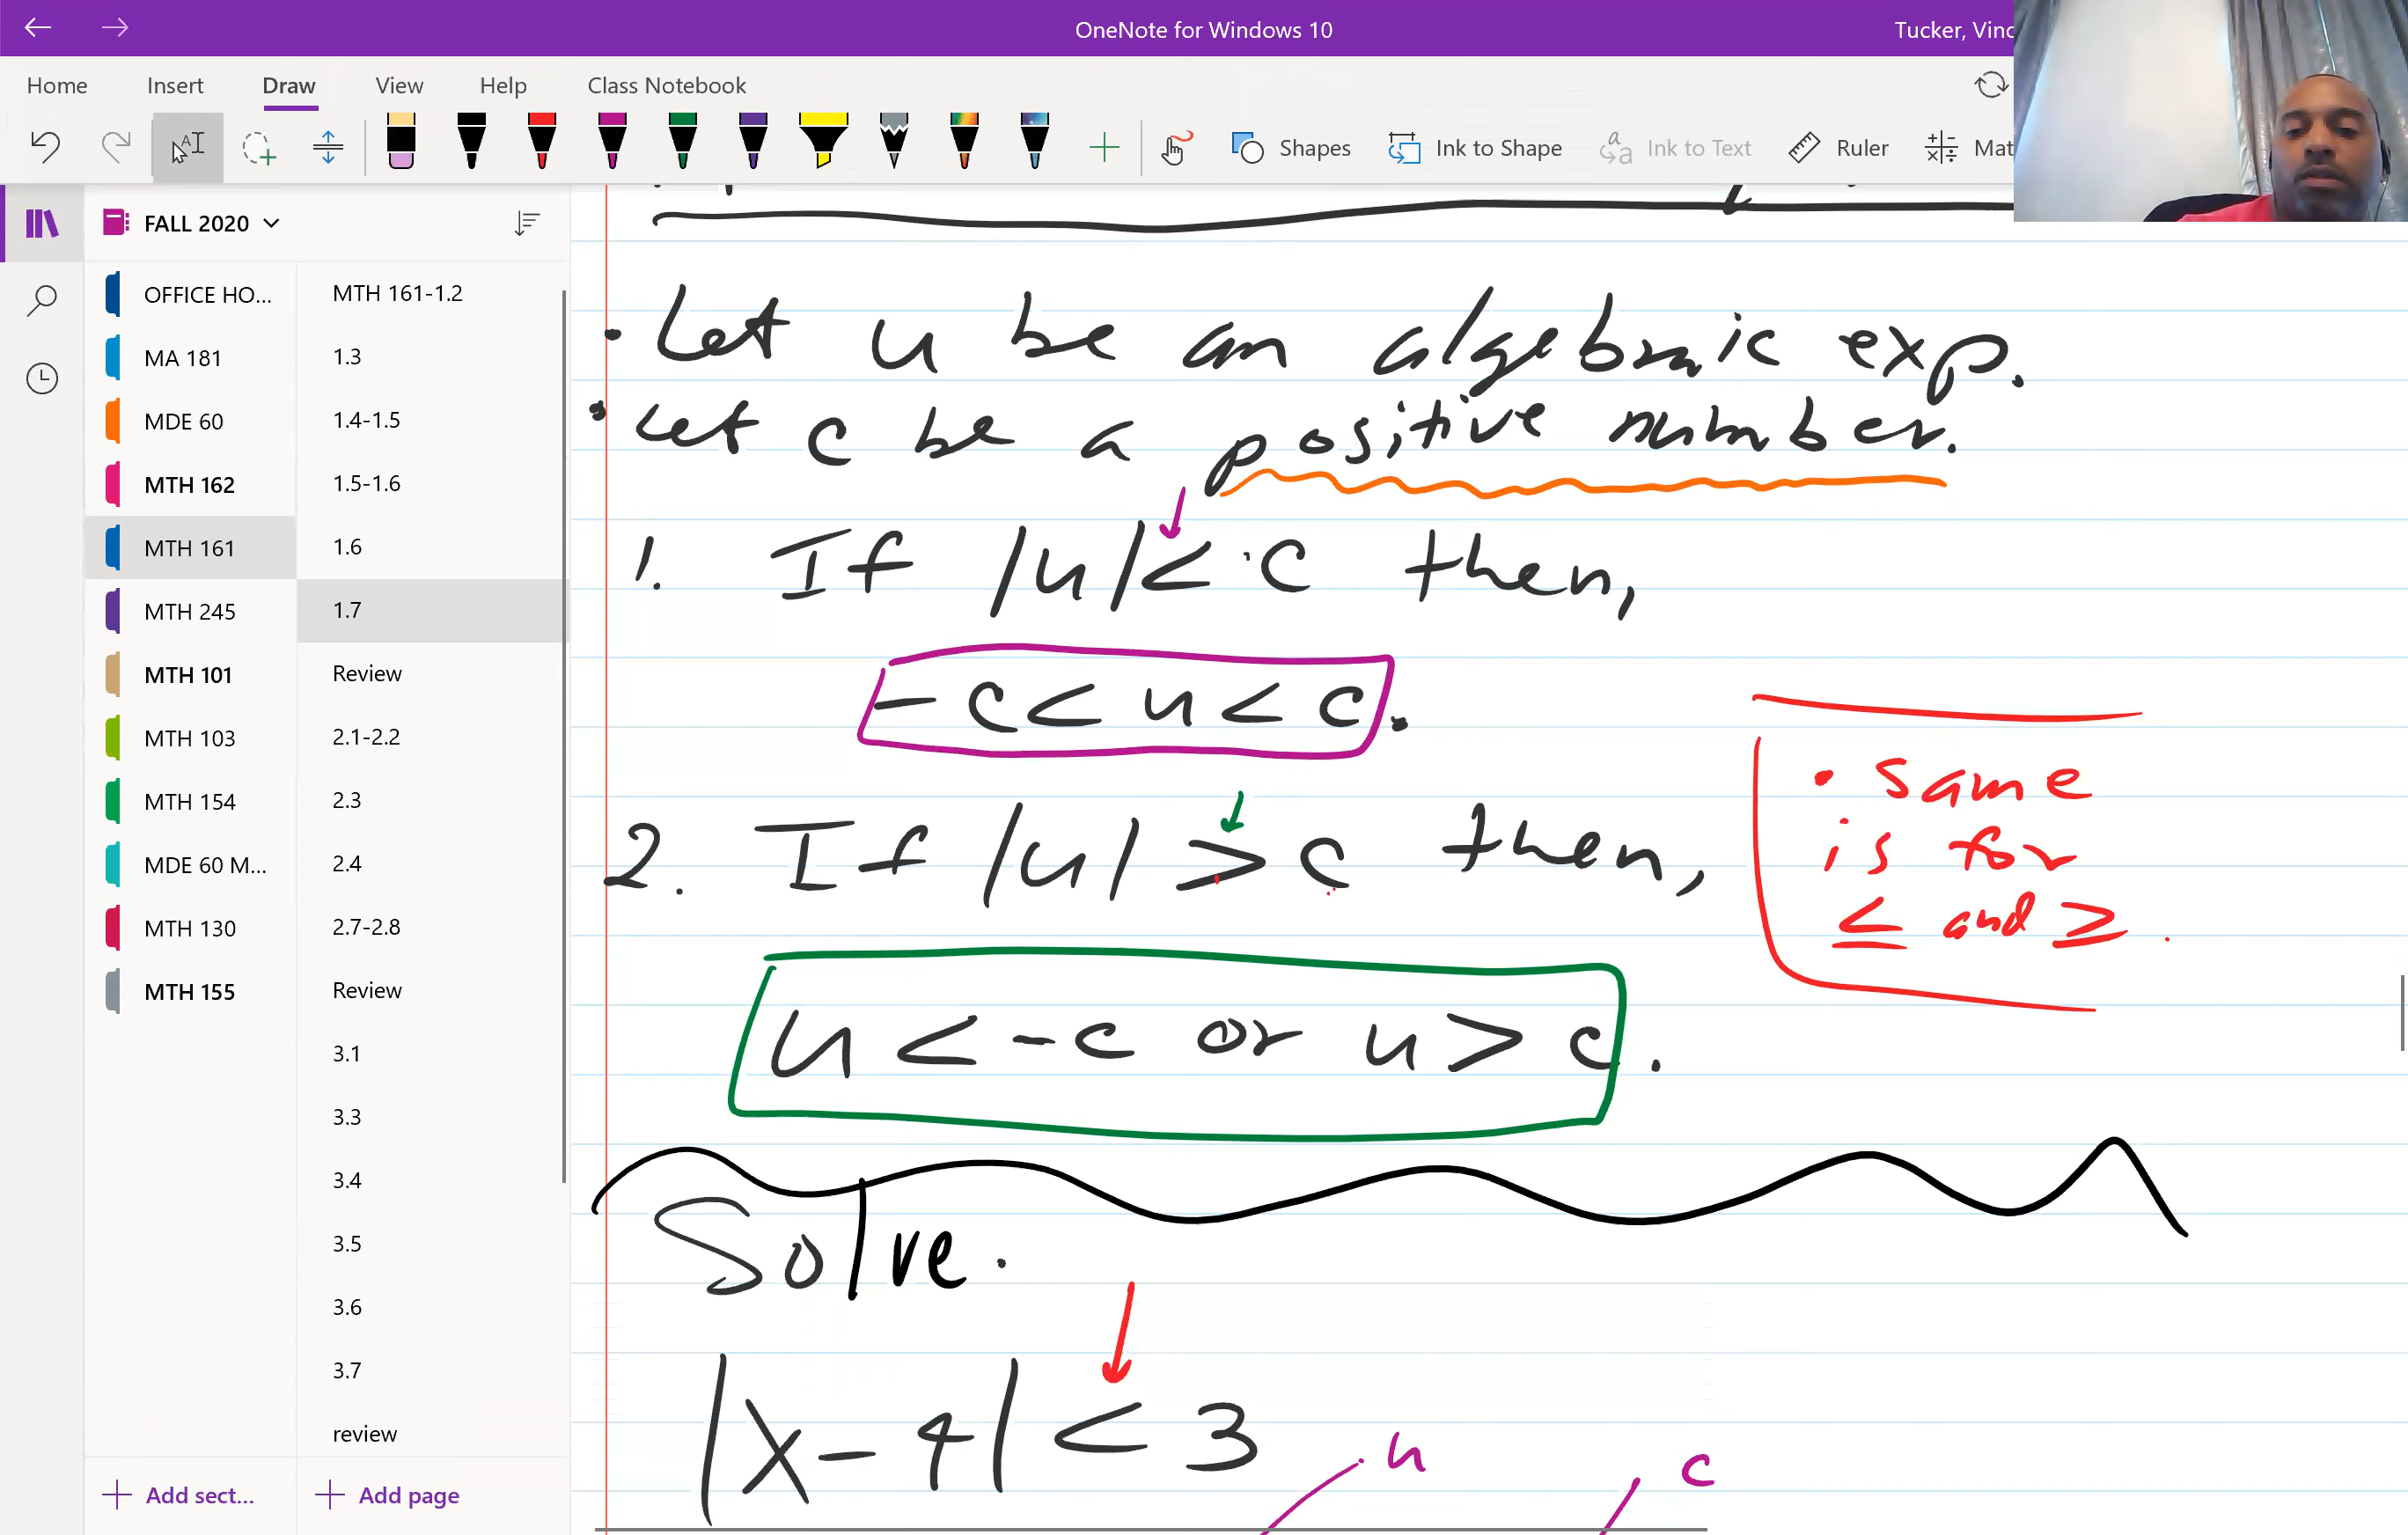 OneNote for Windows 10
Tucker, Vinc
Home Insert Draw View Help Class Notebook
Shapes Ink to Shape Ink to Text Ruler Mat
FALL 2020
OFFICE HO...
MA 181
MDE 60
MTH 162
MTH 161
MTH 245
MTH 101
MTH 103
MTH 154
MDE 60 M...
MTH 130
MTH 155
Add sect...
MTH 161-1.2
1.3
1.4-1.5
1.5-1.6
1.6
1.7
Review
2.1-2.2
2.3
2.4
2.7-2.8
Review
3.1
3.3
3.4
3.5
3.6
3.7
review
Add page
• Let u be an algebraic exp.
• Let c be a positive number.
1. If |u| < c then,
-c < u < c.
2. If |u| > c then,
u < -c or u > c.
• same
is for
≤ and ≥.
Solve.
|x - 4| < 3
u
c